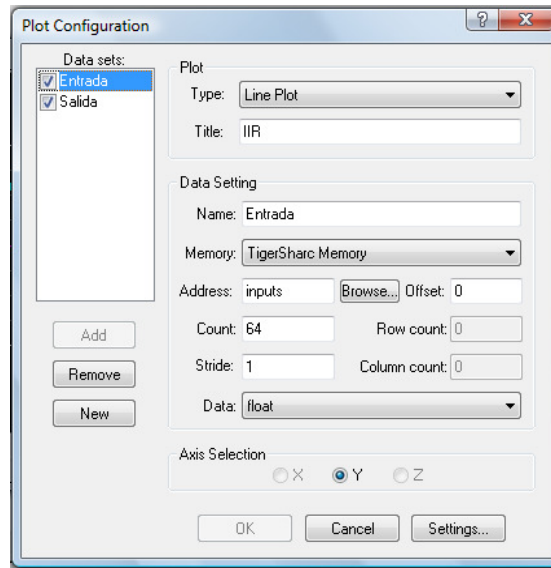 Plot Configuration
Data sets:
Entrada
Salida
Add
Remove
New
Plot
Type: Line Plot
Title: IIR
Data Setting
Name: Entrada
Memory: TigerSharc Memory
Address: inputs Browse... Offset: 0
Count: 64 Row count: 0
Stride: 1 Column count: 0
Data: float
Axis Selection
X Y Z
OK Cancel Settings...